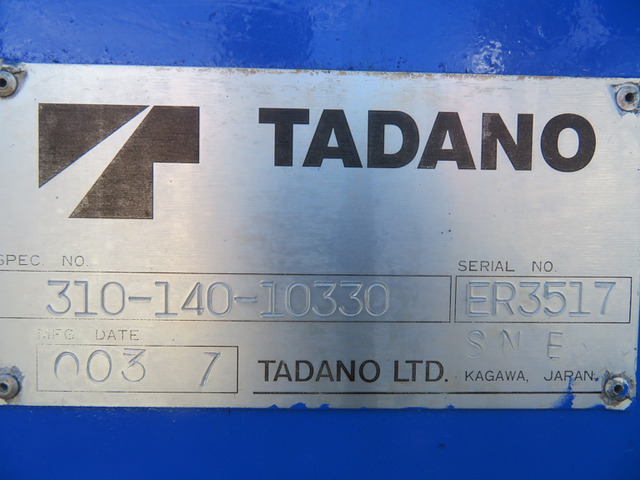 TADANO
SPEC. NO.
310-140-10330
SERIAL NO.
ER3517
MFG. DATE
003 7
S N E
TADANO LTD. KAGAWA, JAPAN.